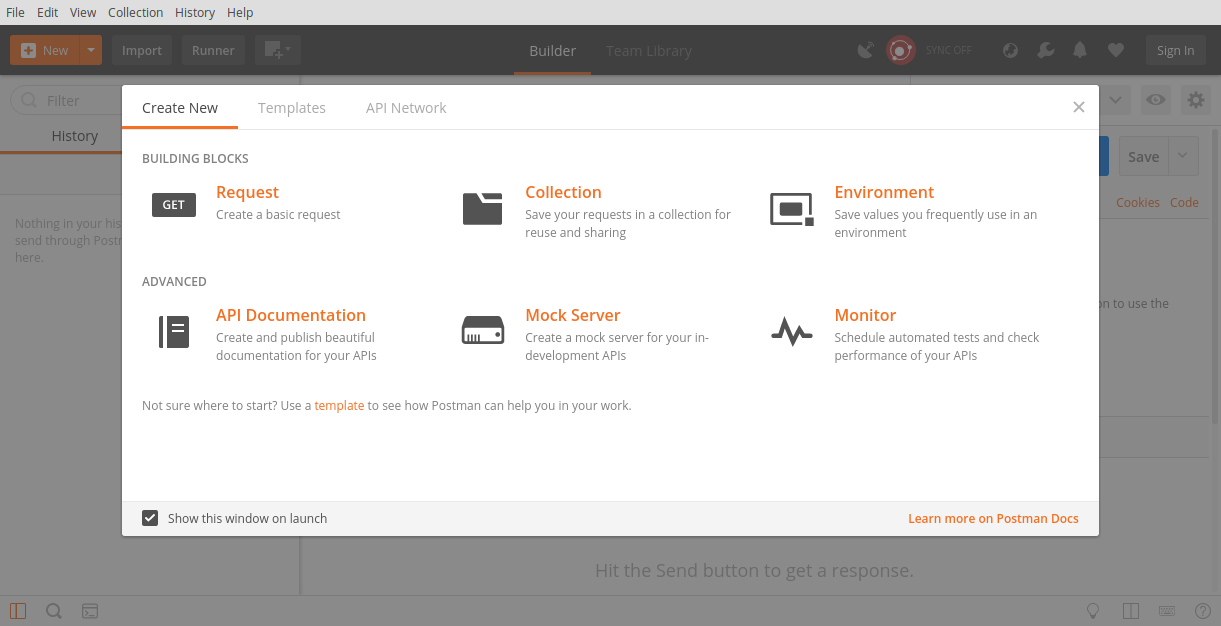 File Edit View Collection History Help
New Import Runner Builder Team Library SYNC OFF Sign In
Filter
Create New Templates API Network
History
BUILDING BLOCKS
Save
GET
Request
Create a basic request
Collection
Save your requests in a collection for
reuse and sharing
Environment
Save values you frequently use in an
environment
Cookies Code
Nothing in your his
send through Postr
here.
ADVANCED
on to use the
API Documentation
Create and publish beautiful
documentation for your APIs
Mock Server
Create a mock server for your in-
development APIs
Monitor
Schedule automated tests and check
performance of your APIs
Not sure where to start? Use a template to see how Postman can help you in your work.
Show this window on launch
Learn more on Postman Docs
Hit the Send button to get a response.